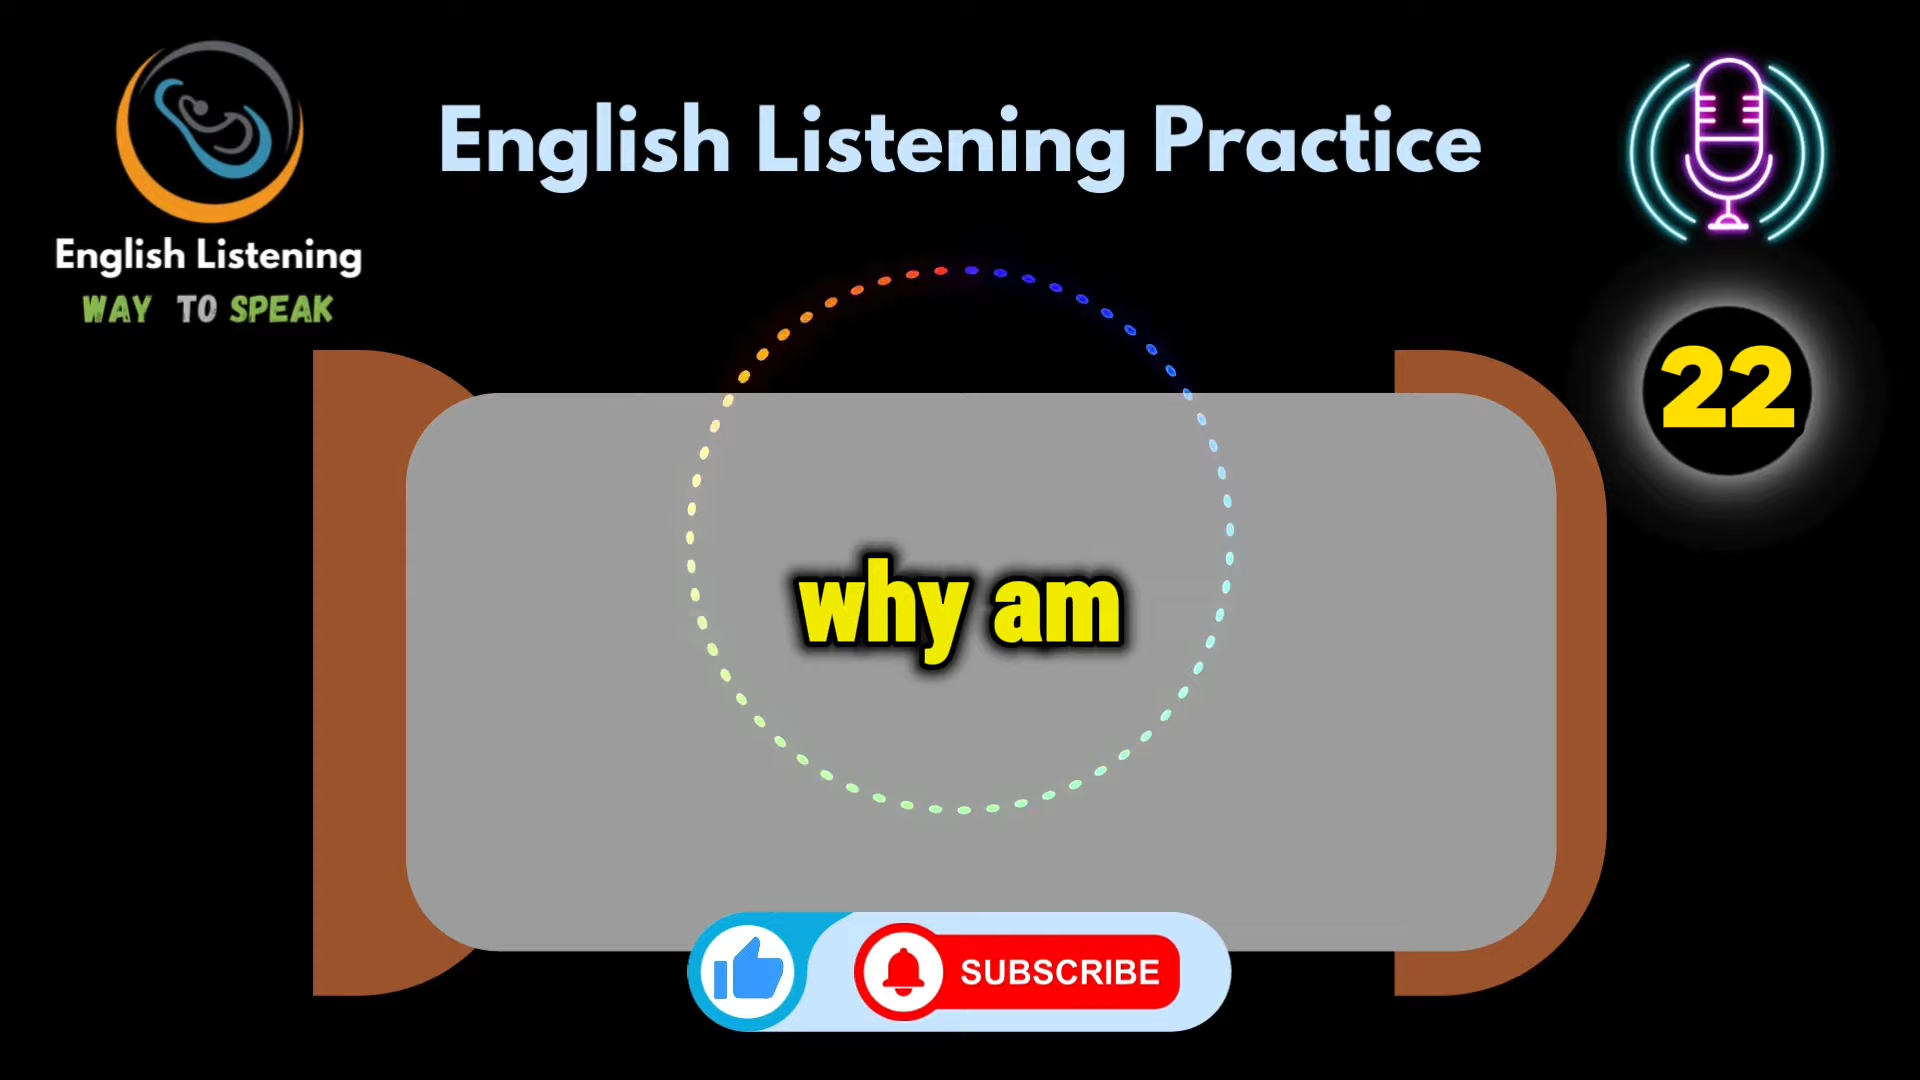 English Listening Practice
English Listening
WAY TO SPEAK
22
why am
SUBSCRIBE